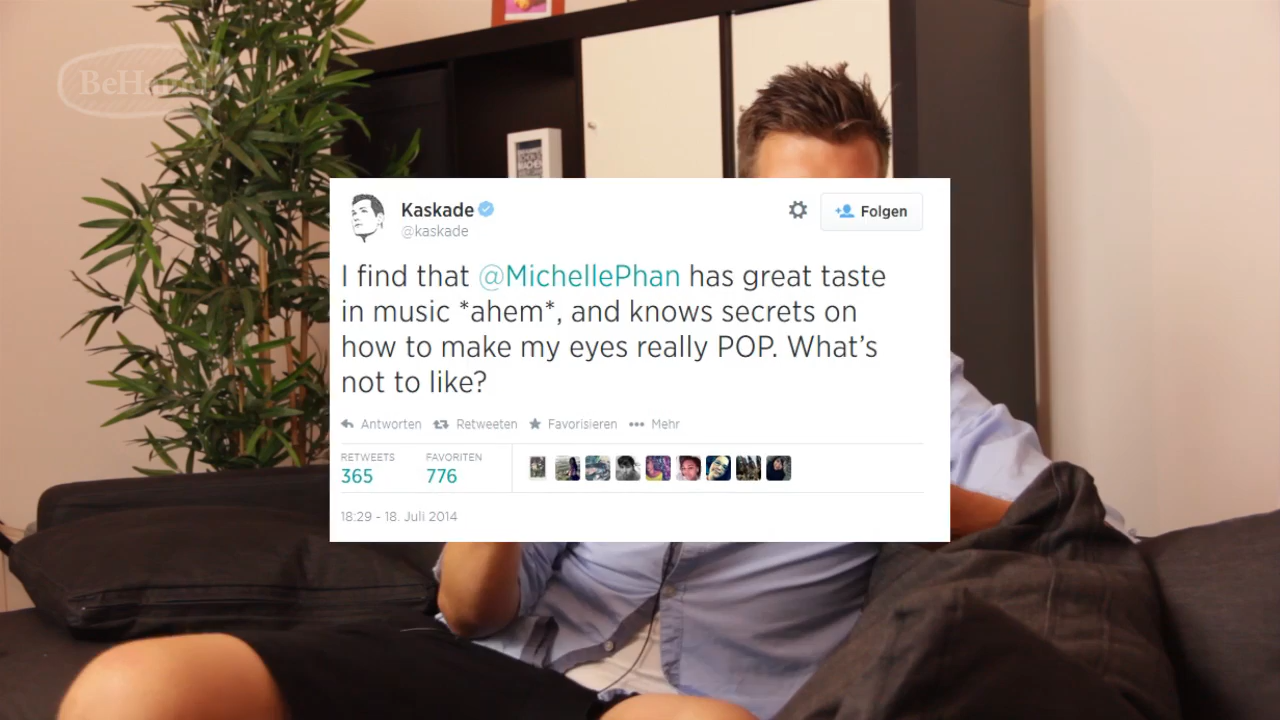 BeHaind
Kaskade
@kaskade
Folgen
I find that @MichellePhan has great taste
in music *ahem*, and knows secrets on
how to make my eyes really POP. What's
not to like?
Antworten Retweeten Favorisieren Mehr
RETWEETS FAVORITEN
365 776
18:29 - 18. Juli 2014